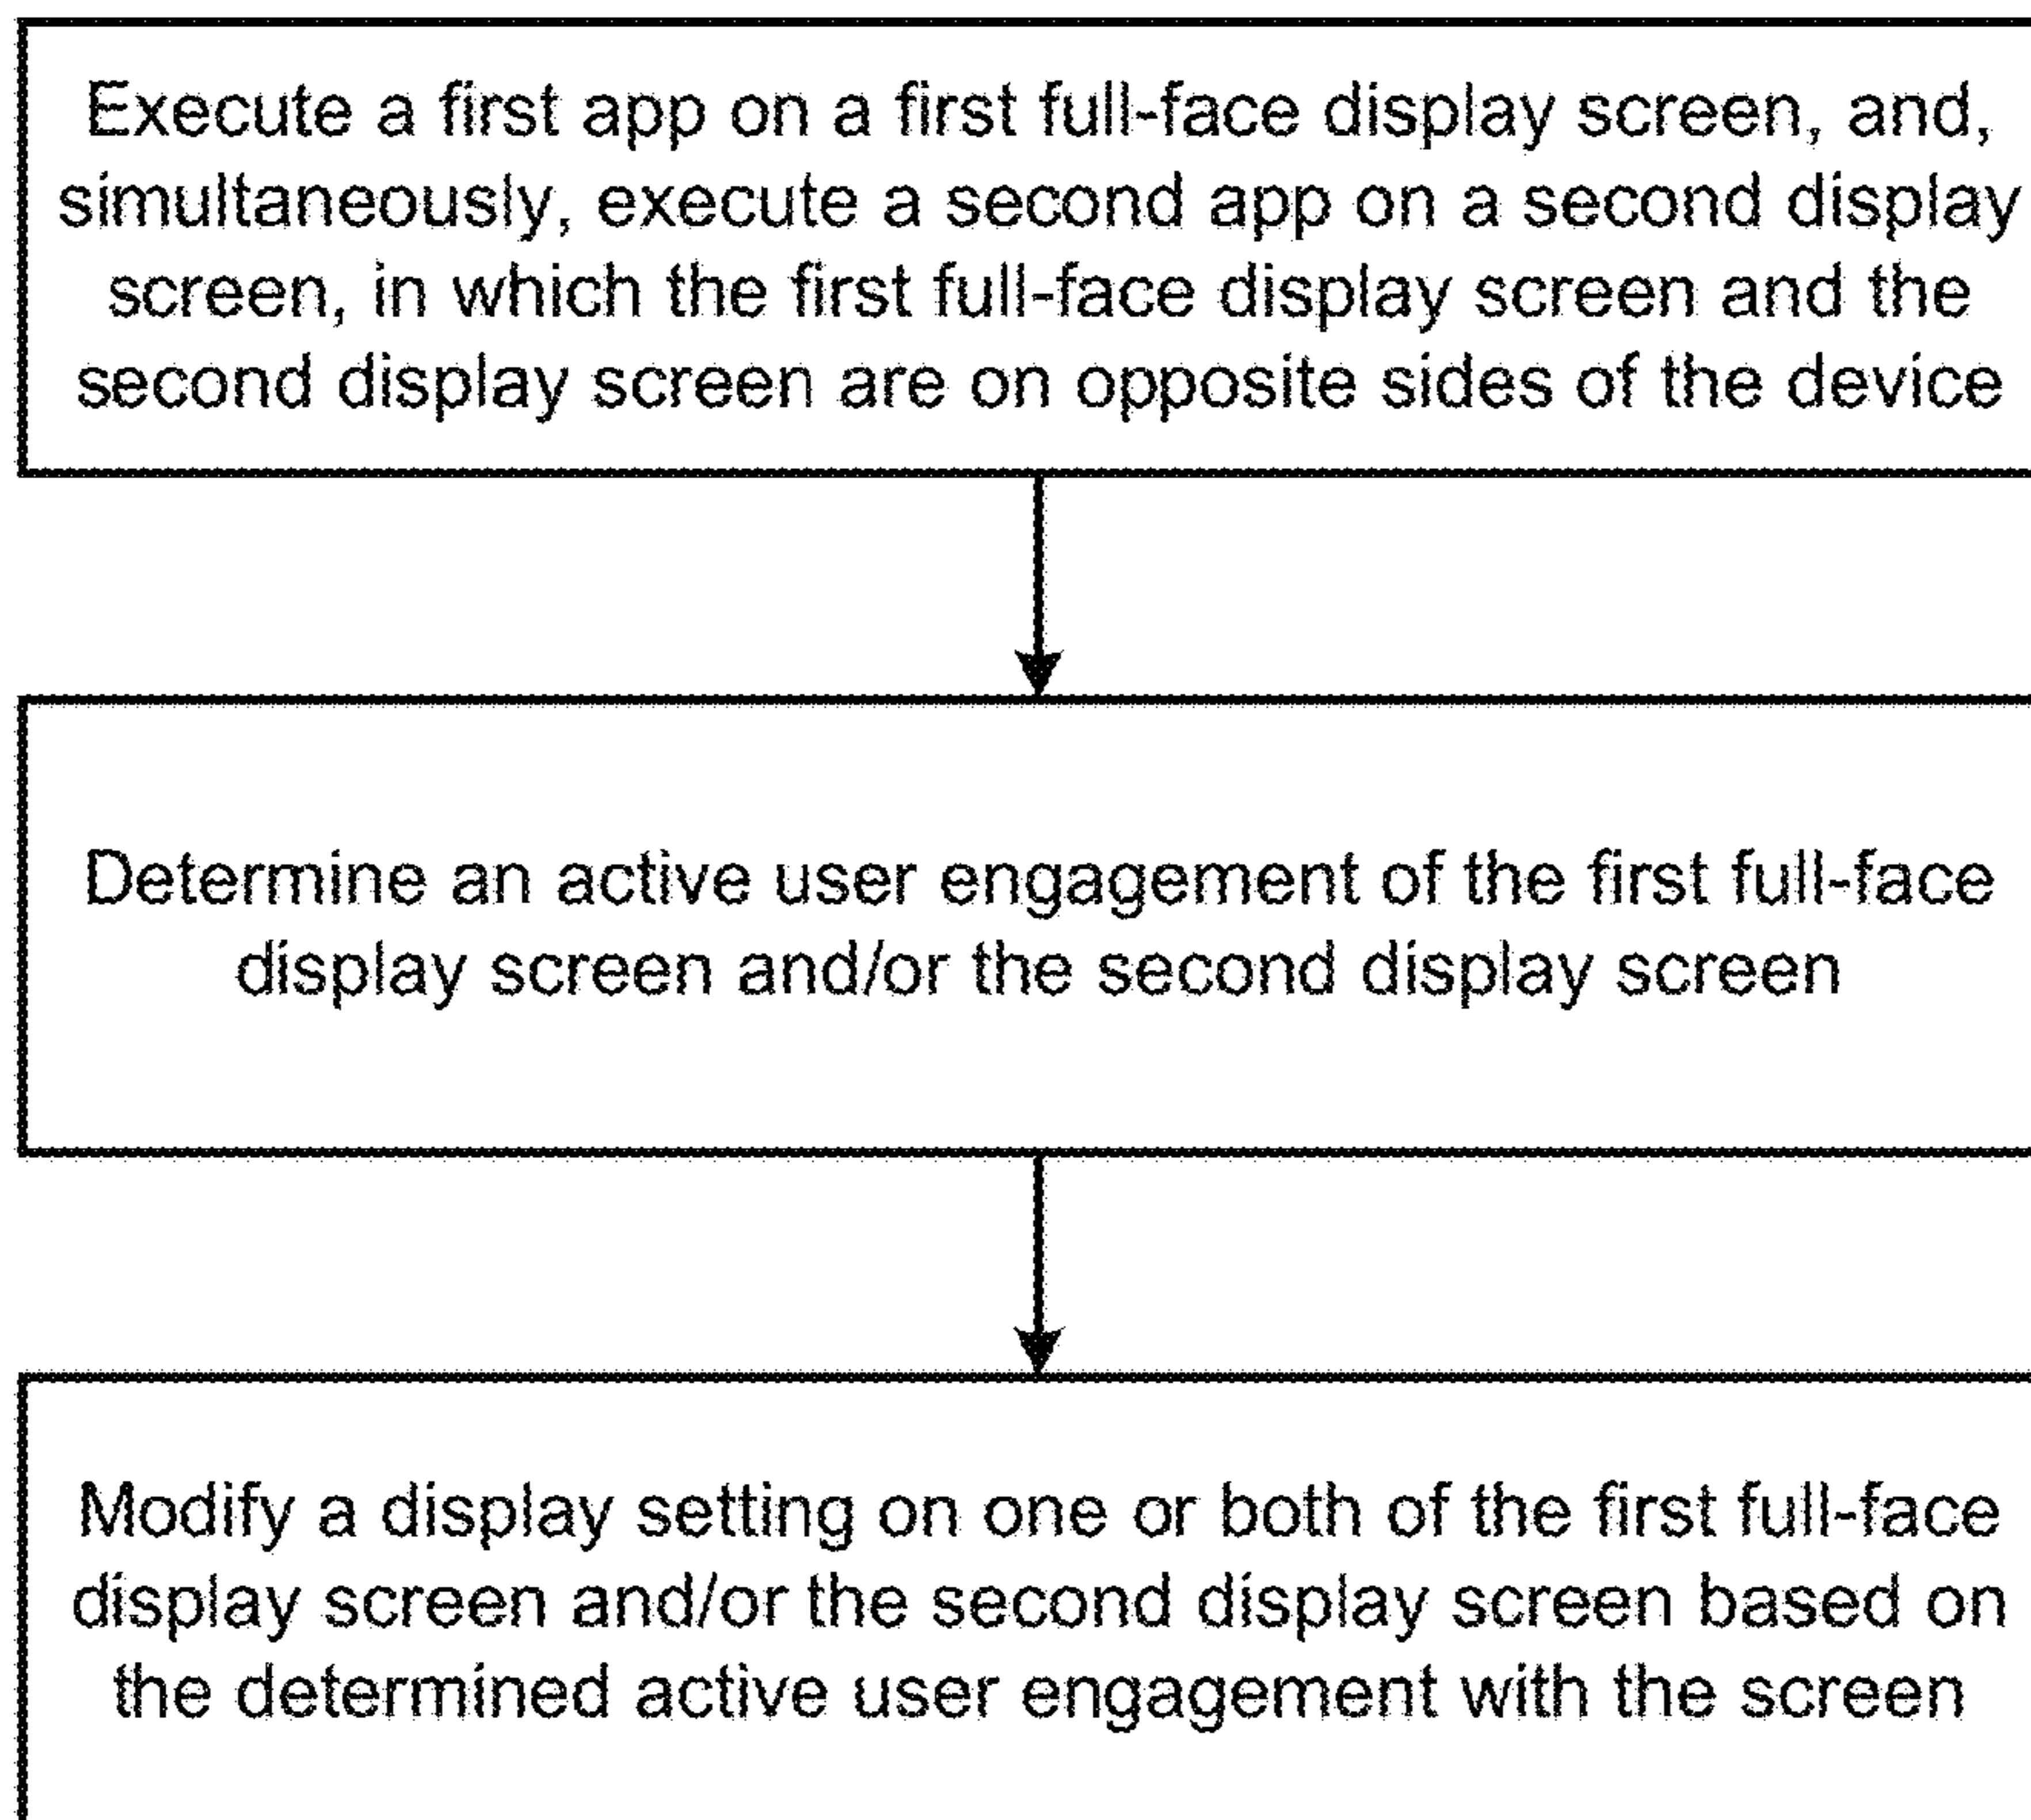 Execute a first app on a first full-face display screen, and,
simultaneously, execute a second app on a second display
screen, in which the first full-face display screen and the
second display screen are on opposite sides of the device
Determine an active user engagement of the first full-face
display screen and/or the second display screen
Modify a display setting on one or both of the first full-face
display screen and/or the second display screen based on
the determined active user engagement with the screen